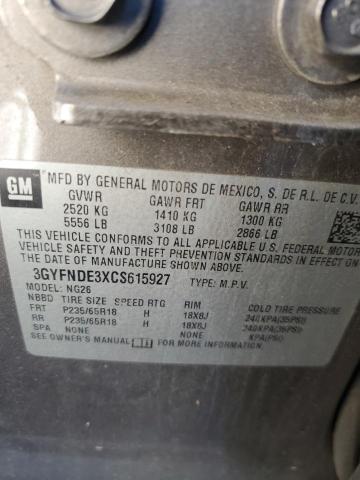 GM
MFD BY GENERAL MOTORS DE MEXICO, S. DE R.L. DE C.V.
GVWR GAWR FRT GAWR RR
2520 KG 1410 KG 1300 KG
5556 LB 3108 LB 2866 LB
THIS VEHICLE CONFORMS TO ALL APPLICABLE U.S. FEDERAL MOTOR
VEHICLE SAFETY AND THEFT PREVENTION STANDARDS IN EFFECT ON
THE DATE OF MANUFACTURE SHOWN ABOVE.
3GYFNDE3XCS615927 TYPE: M.P.V.
MODEL: NG26
NBBD TIRE SIZE SPEED RTG RIM COLD TIRE PRESSURE
FRT P235/65R18 H 18X8J 240KPA(35PSI)
RR P235/65R18 H 18X8J 240KPA(35PSI)
SPA NONE NONE KPA(PSI)
SEE OWNER'S MANUAL